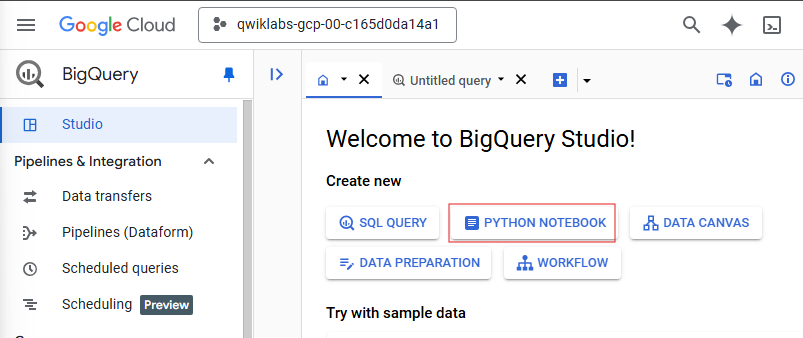 Google Cloud
qwiklabs-gcp-00-c165d0da14a1
BigQuery
Untitled query
Studio
Pipelines & Integration
Data transfers
Pipelines (Dataform)
Scheduled queries
Scheduling Preview
Welcome to BigQuery Studio!
Create new
SQL QUERY PYTHON NOTEBOOK DATA CANVAS
DATA PREPARATION WORKFLOW
Try with sample data